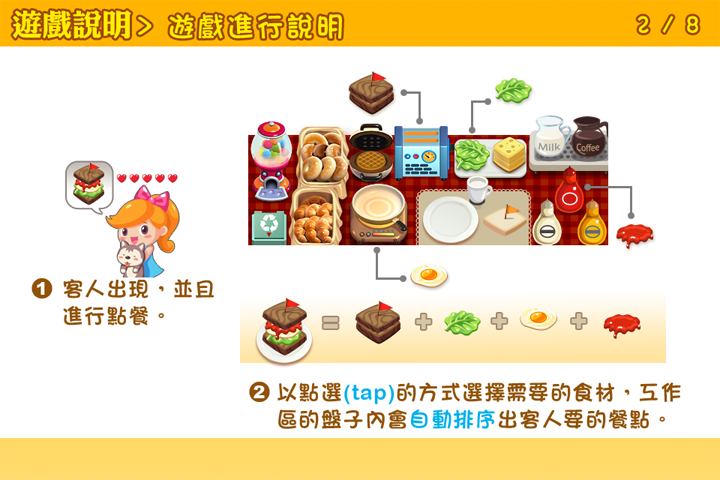 遊戲說明> 遊戲進行說明
2 / 8
Milk
Coffee
1 客人出現，並且
進行點餐。
= + + +
2 以點選(tap)的方式選擇需要的食材，工作
區的盤子內會自動排序出客人要的餐點。